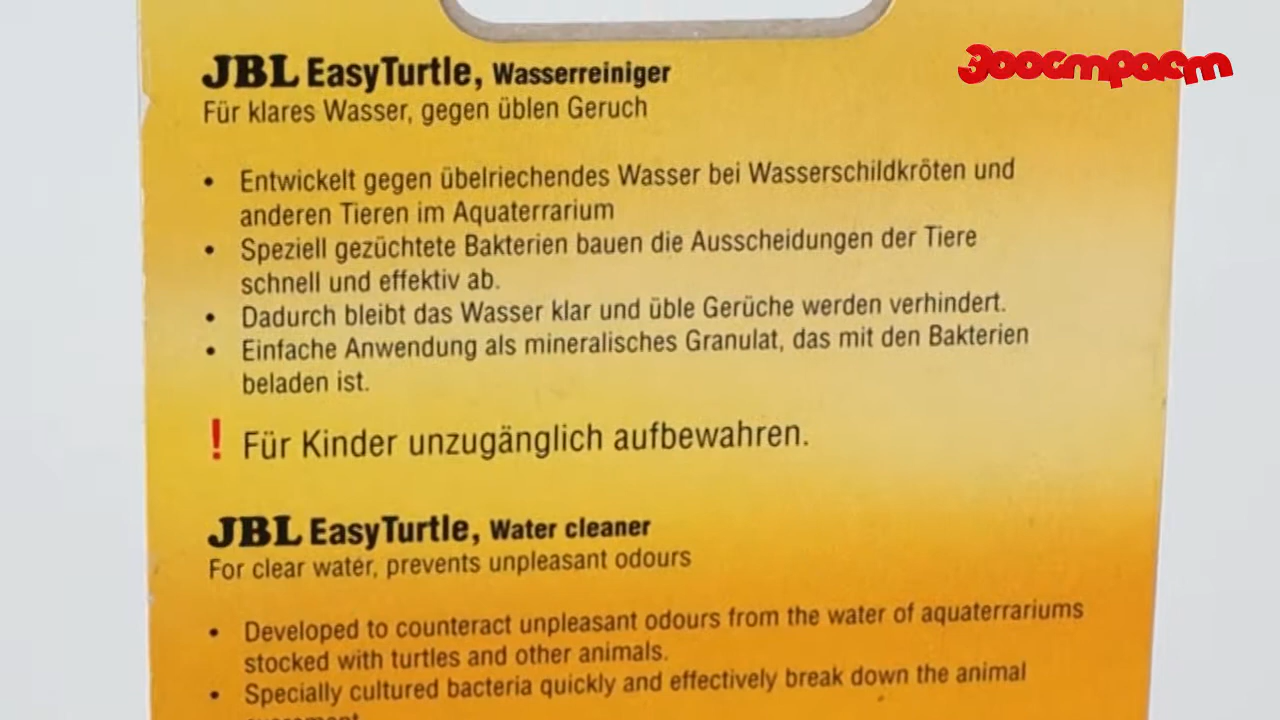 Зоостраст
JBL EasyTurtle, Wasserreiniger
Für klares Wasser, gegen üblen Geruch
• Entwickelt gegen übelriechendes Wasser bei Wasserschildkröten und
anderen Tieren im Aquaterrarium
• Speziell gezüchtete Bakterien bauen die Ausscheidungen der Tiere
schnell und effektiv ab.
• Dadurch bleibt das Wasser klar und üble Gerüche werden verhindert.
• Einfache Anwendung als mineralisches Granulat, das mit den Bakterien
beladen ist.
! Für Kinder unzugänglich aufbewahren.
JBL EasyTurtle, Water cleaner
For clear water, prevents unpleasant odours
• Developed to counteract unpleasant odours from the water of aquaterrariums
stocked with turtles and other animals.
• Specially cultured bacteria quickly and effectively break down the animal